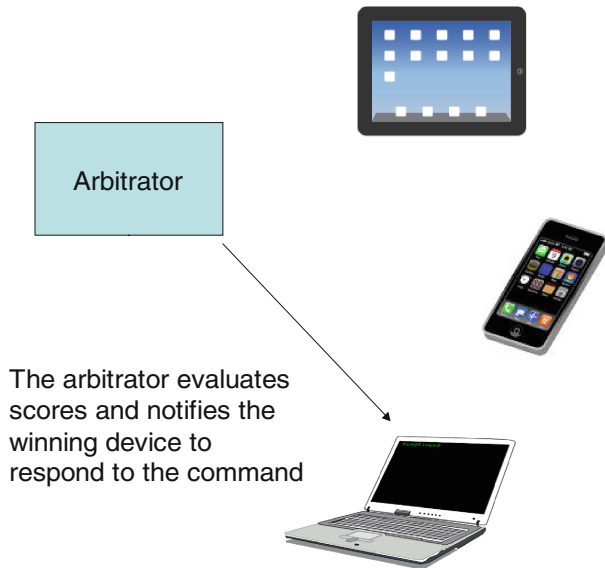 Arbitrator
The arbitrator evaluates
scores and notifies the
winning device to
respond to the command